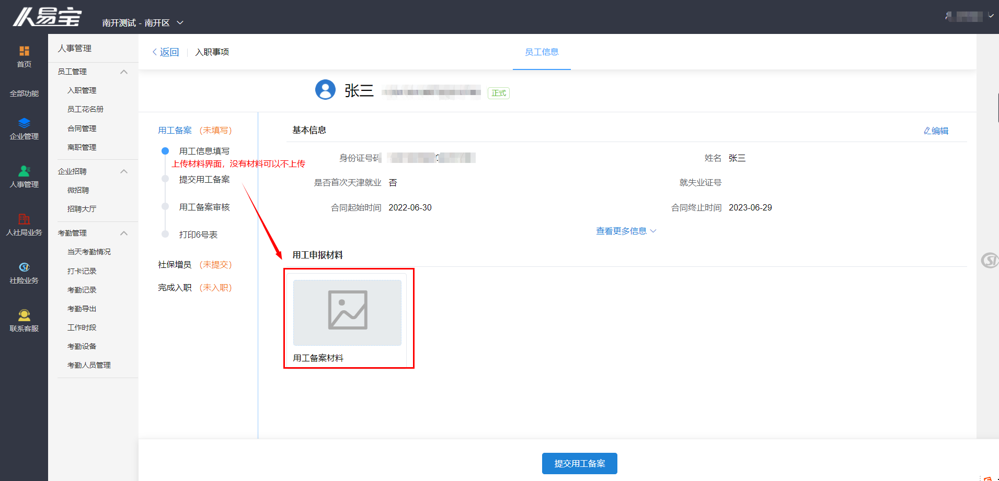 人易宝
南开测试 - 南开区
首页
全部功能
企业管理
人事管理
人社局业务
社险业务
联系客服
人事管理
员工管理
入职管理
员工花名册
合同管理
离职管理
企业招聘
微招聘
招聘大厅
考勤管理
当天考勤情况
打卡记录
考勤记录
考勤导出
工作时段
考勤设备
考勤人员管理
返回
入职事项
员工信息
张三
正式
用工备案 （未填写）
用工信息填写
上传材料界面，没有材料可以不上传
提交用工备案
用工备案审核
打印6号表
社保增员 （未提交）
完成入职 （未入职）
基本信息
编辑
身份证号码
姓名 张三
是否首次天津就业 否
就失业证号
合同起始时间 2022-06-30
合同终止时间 2023-06-29
查看更多信息
用工申报材料
用工备案材料
提交用工备案